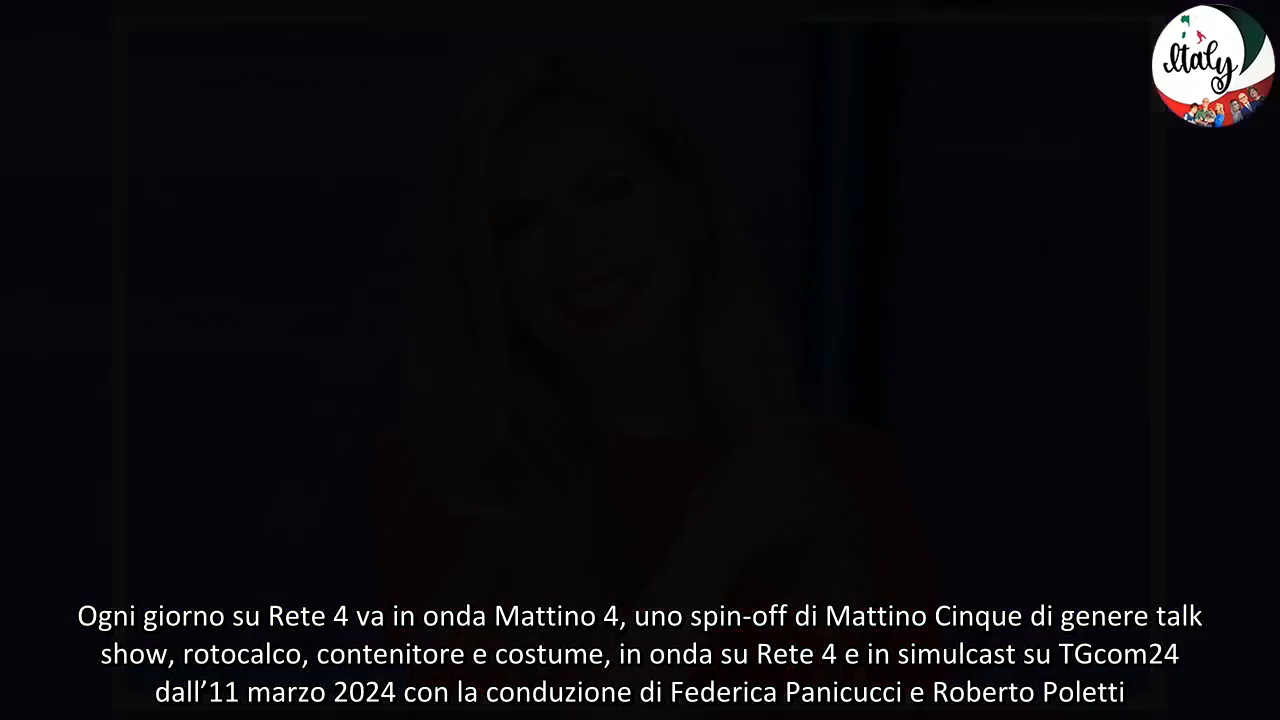 Italy
Ogni giorno su Rete 4 va in onda Mattino 4, uno spin-off di Mattino Cinque di genere talk
show, rotocalco, contenitore e costume, in onda su Rete 4 e in simulcast su TGcom24
dall’11 marzo 2024 con la conduzione di Federica Panicucci e Roberto Poletti